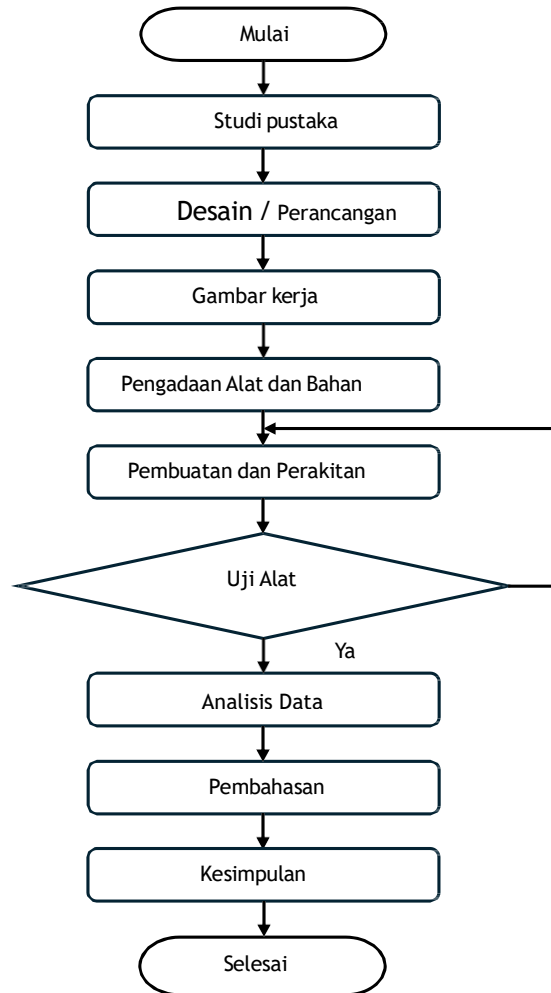 Mulai
Studi pustaka
Desain / Perancangan
Gambar kerja
Pengadaan Alat dan Bahan
Pembuatan dan Perakitan
Uji Alat
Ya
Analisis Data
Pembahasan
Kesimpulan
Selesai